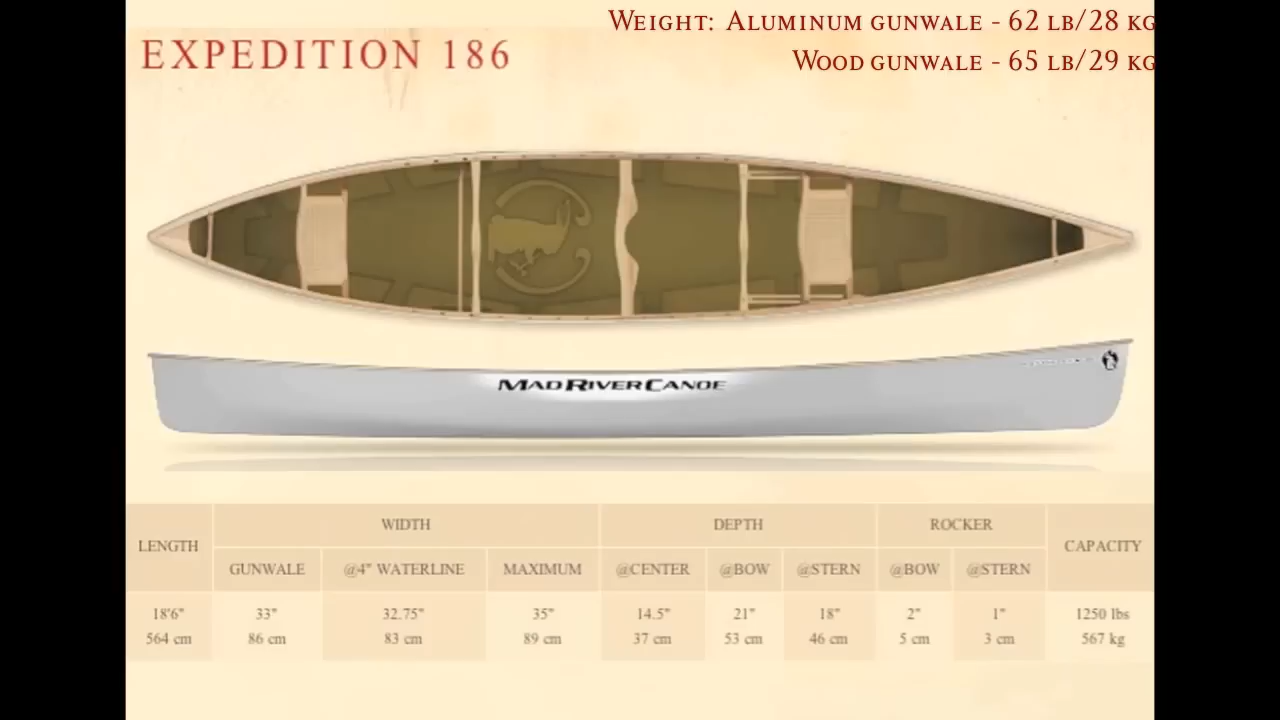 WEIGHT: ALUMINUM GUNWALE - 62 LB/28 KG
EXPEDITION 186
WOOD GUNWALE - 65 LB/29 KG
MAD RIVER CANOE
LENGTH WIDTH DEPTH ROCKER CAPACITY
GUNWALE @4" WATERLINE MAXIMUM @CENTER @BOW @STERN @BOW @STERN
18'6" 33" 32.75" 35" 14.5" 21" 18" 2" 1" 1250 lbs
564 cm 86 cm 83 cm 89 cm 37 cm 53 cm 46 cm 5 cm 3 cm 567 kg